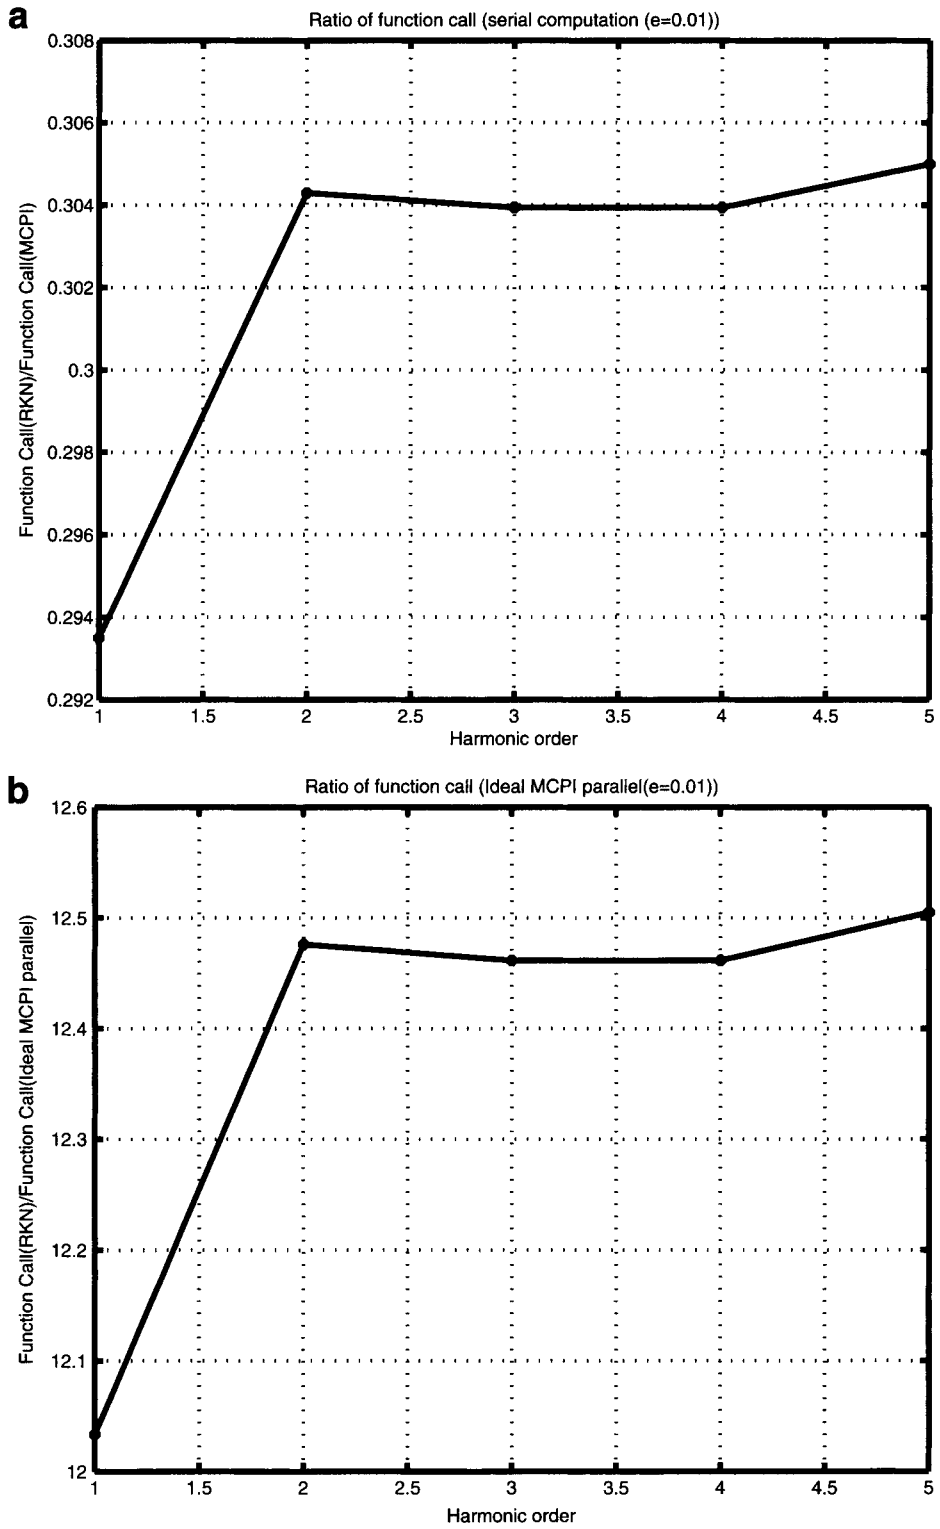 a
Ratio of function call (serial computation (e=0.01))
Function Call(RKN)/Function Call(MCPI)
0.308
0.306
0.304
0.302
0.3
0.298
0.296
0.294
0.292
1 1.5 2 2.5 3 3.5 4 4.5 5
Harmonic order
b
Ratio of function call (Ideal MCPI parallel(e=0.01))
Function Call(RKN)/Function Call(Ideal MCPI parallel)
12.6
12.5
12.4
12.3
12.2
12.1
12
1 1.5 2 2.5 3 3.5 4 4.5 5
Harmonic order